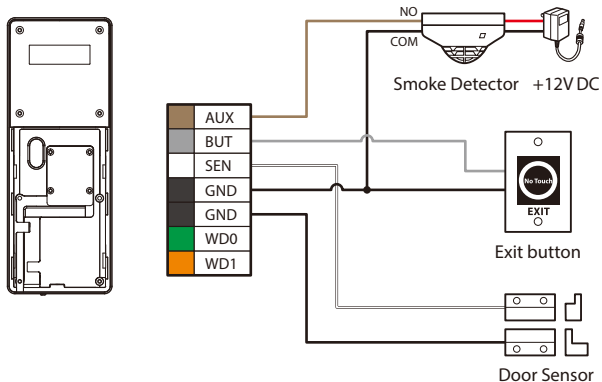 NO
COM
Smoke Detector +12V DC
AUX
BUT
SEN
GND
GND
WD0
WD1
No Touch
EXIT
Exit button
Door Sensor